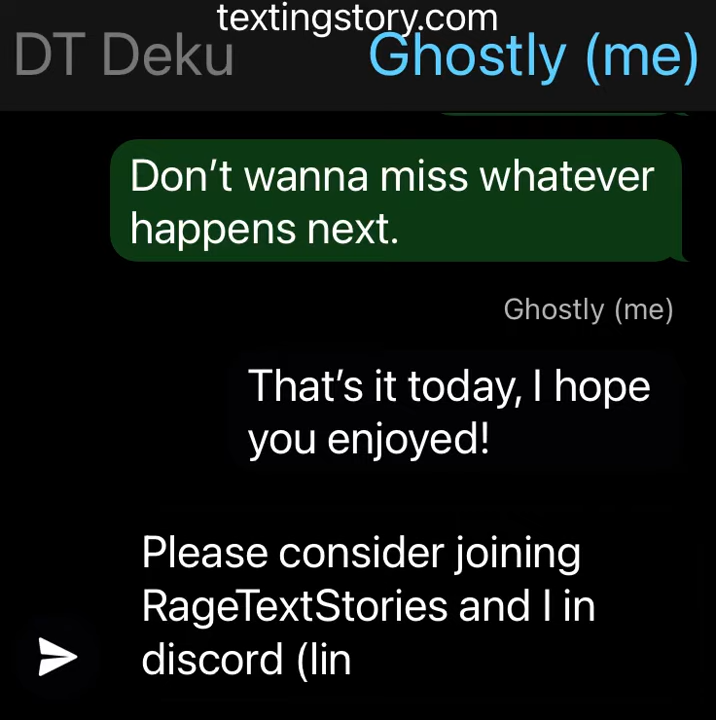 textingstory.com
DT Deku Ghostly (me)
Don't wanna miss whatever
happens next.
Ghostly (me)
That's it today, I hope
you enjoyed!
Please consider joining
RageTextStories and I in
discord (lin